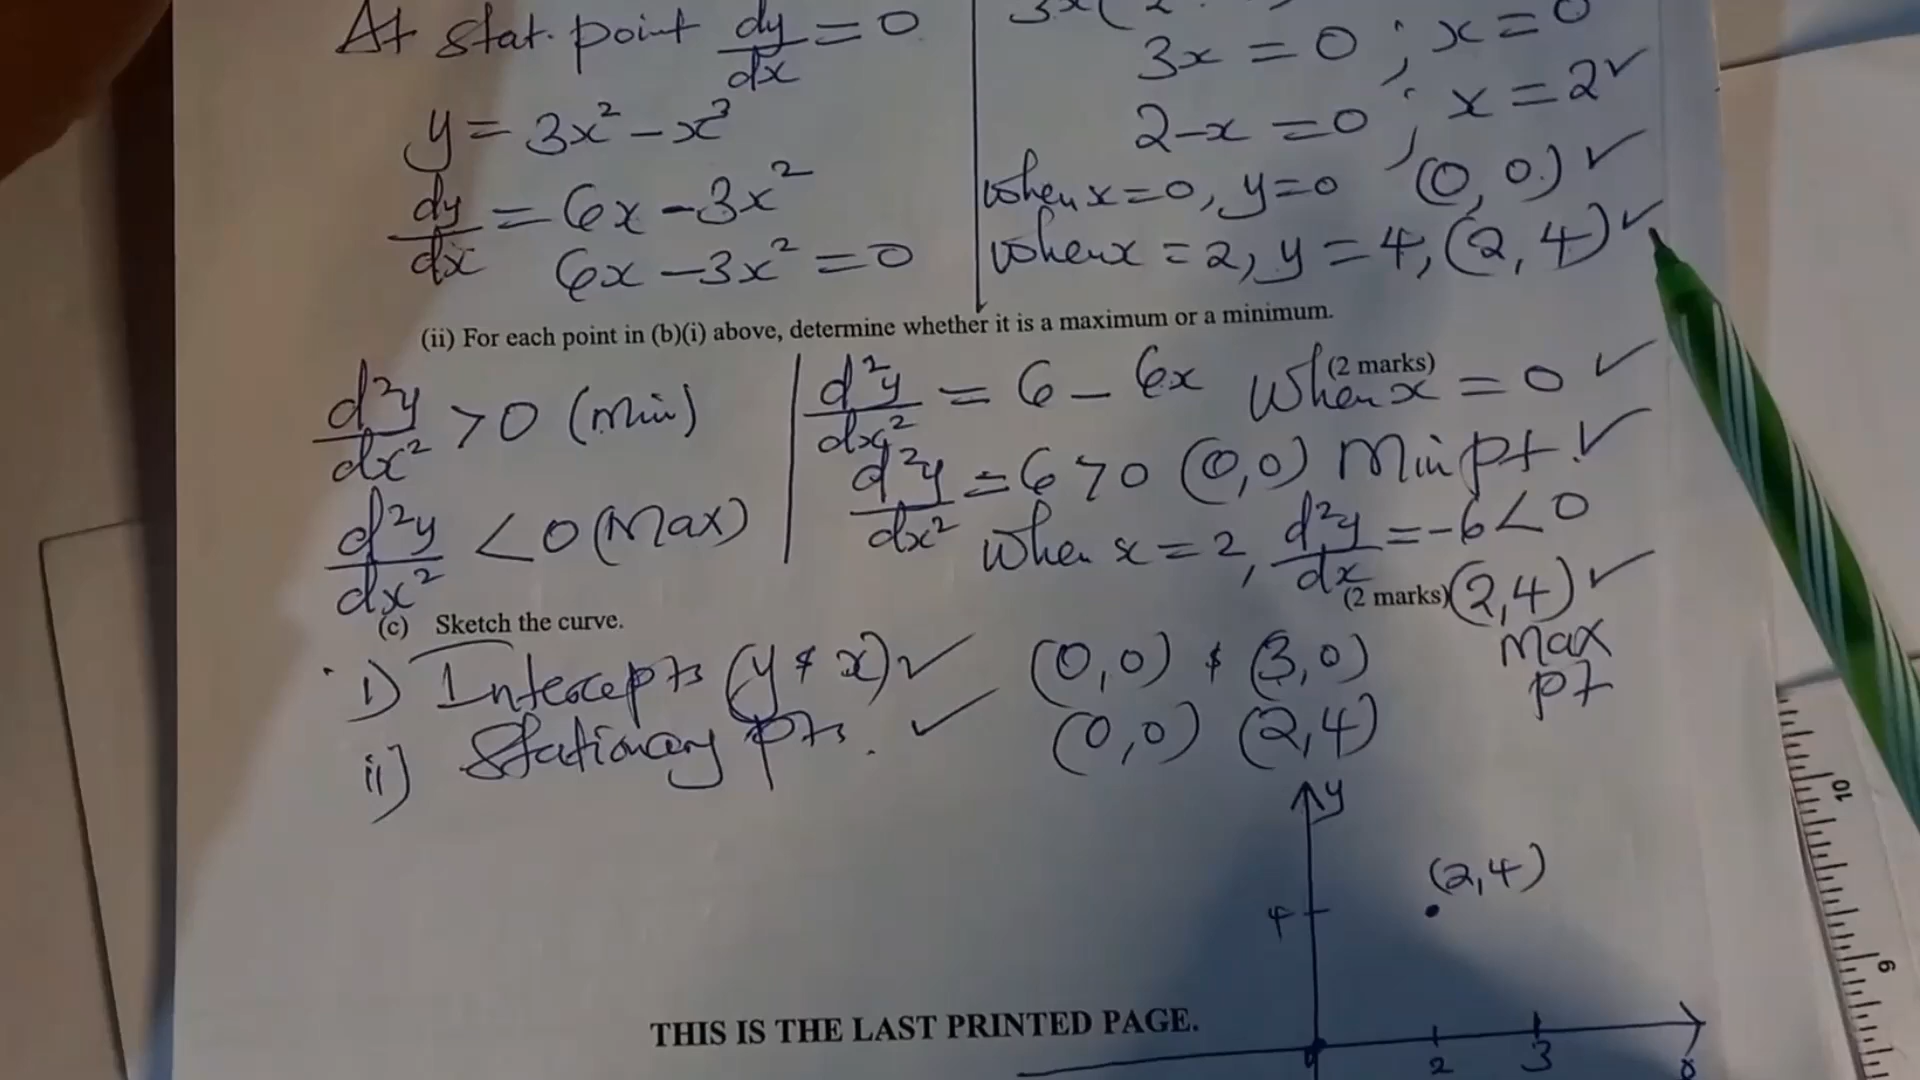 At stat. point dy/dx = 0
y = 3x² - x³
dy/dx = 6x - 3x²
6x - 3x² = 0
3x = 0 ; x = 0
2-x = 0 ; x = 2 ✓
when x = 0, y = 0 (0, 0) ✓
when x = 2, y = 4, (2, 4) ✓
(ii) For each point in (b)(i) above, determine whether it is a maximum or a minimum.
(2 marks)
d²y/dx² > 0 (Min)
d²y/dx² < 0 (Max)
d²y/dx² = 6 - 6x When x = 0 ✓
d²y/dx² = 6 > 0 (0,0) Min pt ✓
when x = 2, d²y/dx = -6 < 0
(2,4) ✓
Max
pt
(2 marks)
(c) Sketch the curve.
i) Intercepts (y & x) ✓ (0,0) & (3,0)
ii) Stationary pts. ✓ (0,0) (2,4)
y
(2,4)
4
2 3
THIS IS THE LAST PRINTED PAGE.
10
9